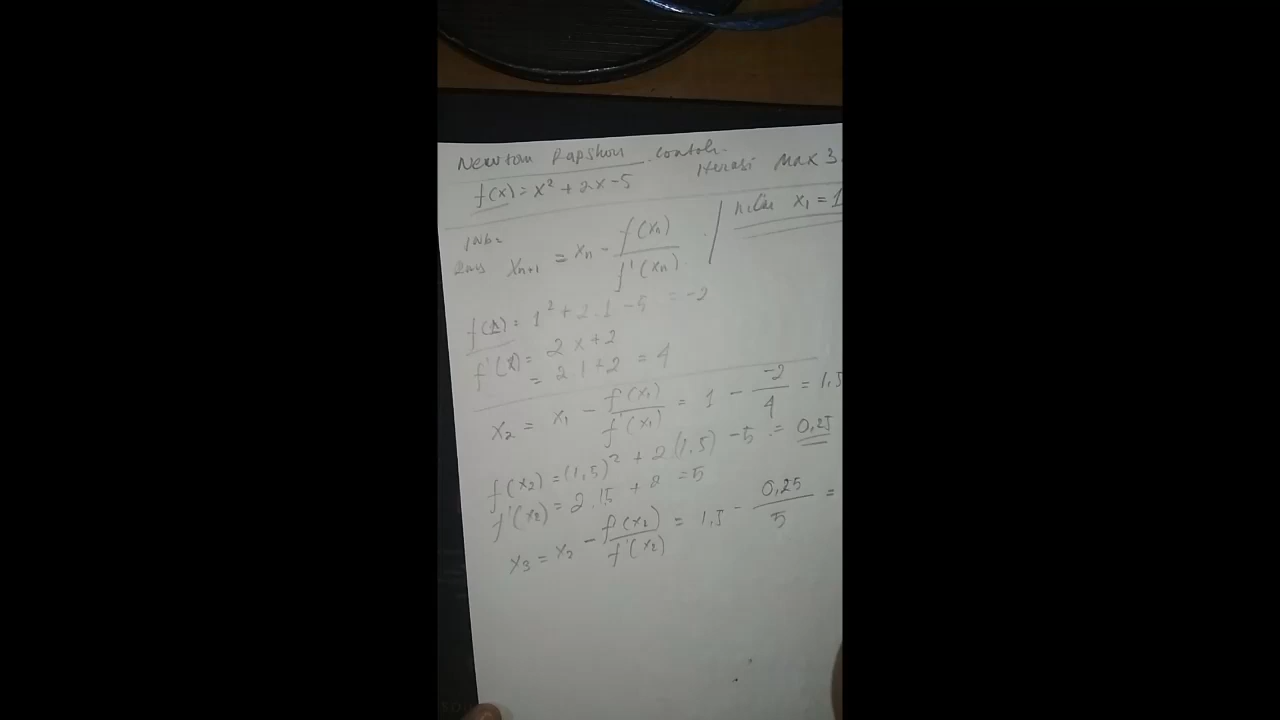 Newton Rapshon contoh.
Iterasi Max 3.
f(x) = x² + 2x - 5
Jwb=
x_{n+1} = x_n - f(x_n) / f'(x_n)
x₁ = 1
f(1) = 1² + 2.1 - 5 = -2
f'(1) = 2x+2
= 2 1+2 = 4
x₂ = x₁ - f(x₁) / f'(x₁) = 1 - -2 / 4 = 1,5
f(x₂) = (1,5)² + 2(1,5) - 5 = 0,25
f'(x₂) = 2.15 + 2 = 5
x₃ = x₂ - f(x₂) / f'(x₂) = 1,5 - 0,25 / 5 =